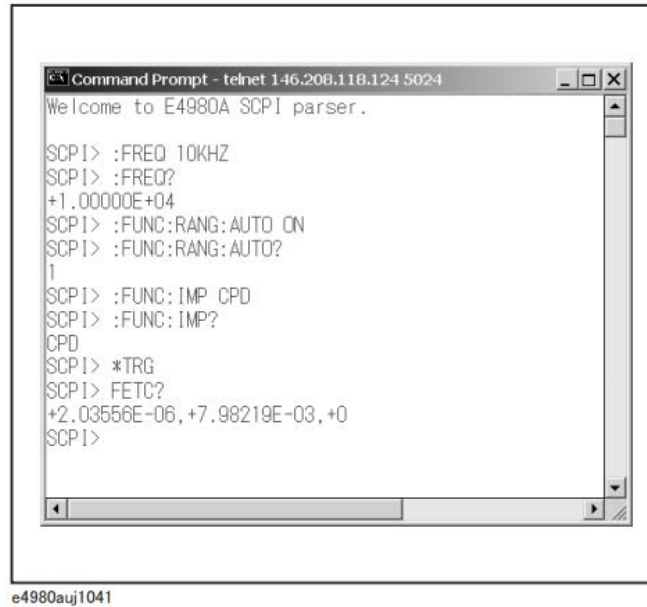 Command Prompt - telnet 146.208.118.124 5024
Welcome to E4980A SCPI parser.
SCPI> :FREQ 10KHZ
SCPI> :FREQ?
+1.00000E+04
SCPI> :FUNC:RANG:AUTO ON
SCPI> :FUNC:RANG:AUTO?
1
SCPI> :FUNC:IMP CPD
SCPI> :FUNC:IMP?
CPD
SCPI> *TRG
SCPI> FETC?
+2.03556E-06,+7.98219E-03,+0
SCPI>
e4980auj1041